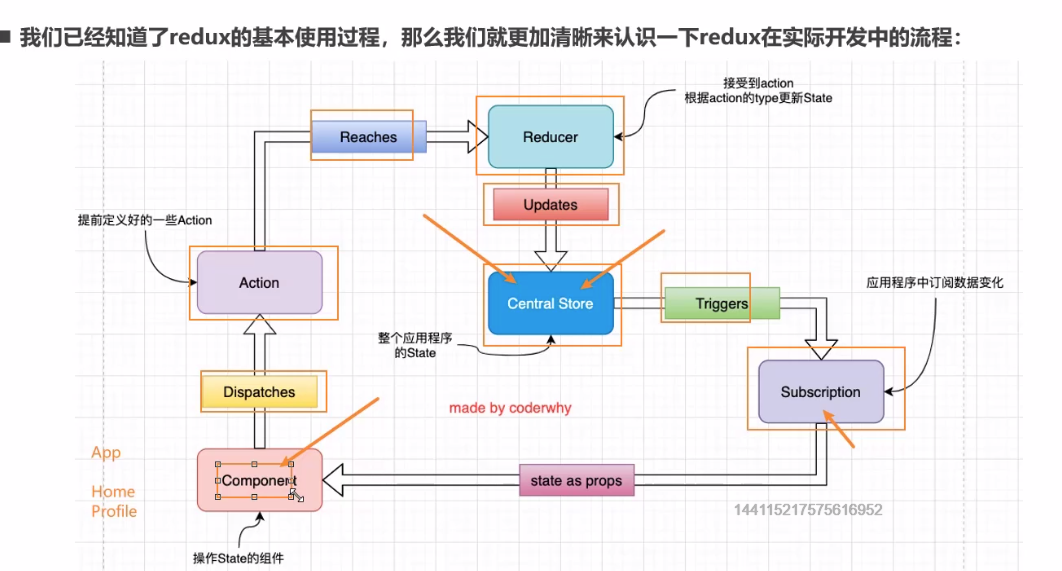 我们已经知道了redux的基本使用过程，那么我们就更加清晰来认识一下redux在实际开发中的流程：
接受到action
根据action的type更新State
Reaches
Reducer
Updates
提前定义好的一些Action
Action
Central Store
Triggers
应用程序中订阅数据变化
整个应用程序
的State
Dispatches
Subscription
made by coderwhy
App
Component
state as props
Home
Profile
144115217575616952
操作State的组件